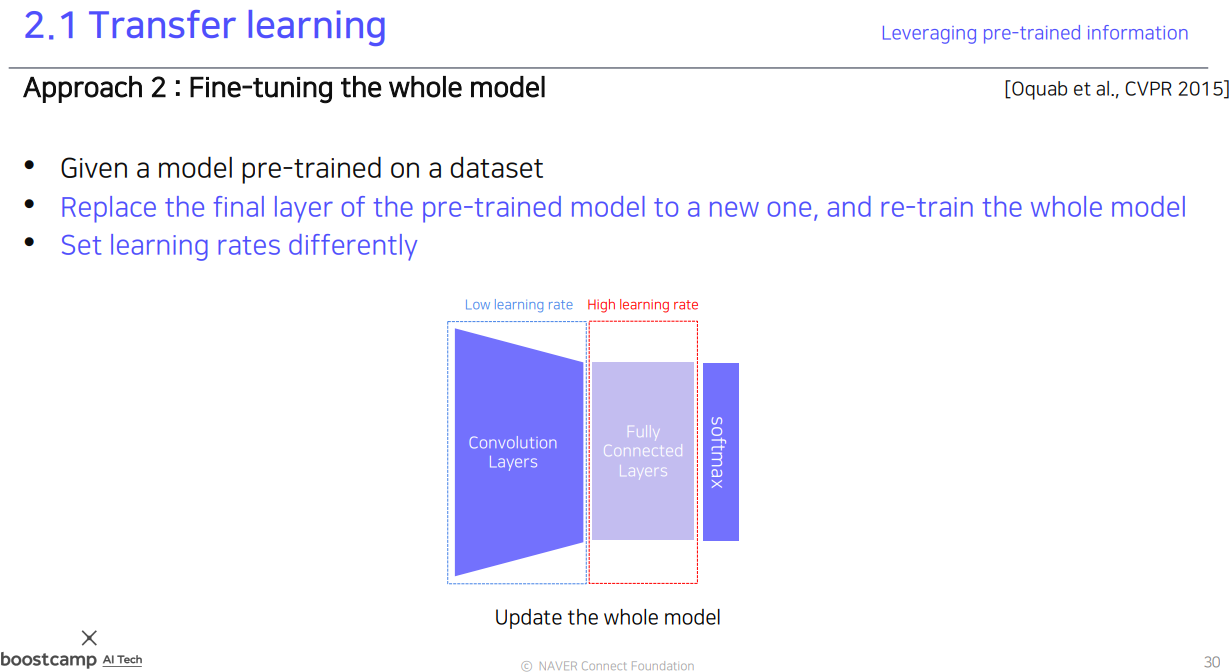 2.1 Transfer learning
Leveraging pre-trained information
Approach 2 : Fine-tuning the whole model
[Oquab et al., CVPR 2015]
• Given a model pre-trained on a dataset
• Replace the final layer of the pre-trained model to a new one, and re-train the whole model
• Set learning rates differently
Low learning rate
High learning rate
Convolution
Layers
Fully
Connected
Layers
softmax
Update the whole model
boostcamp AI Tech
© NAVER Connect Foundation
30